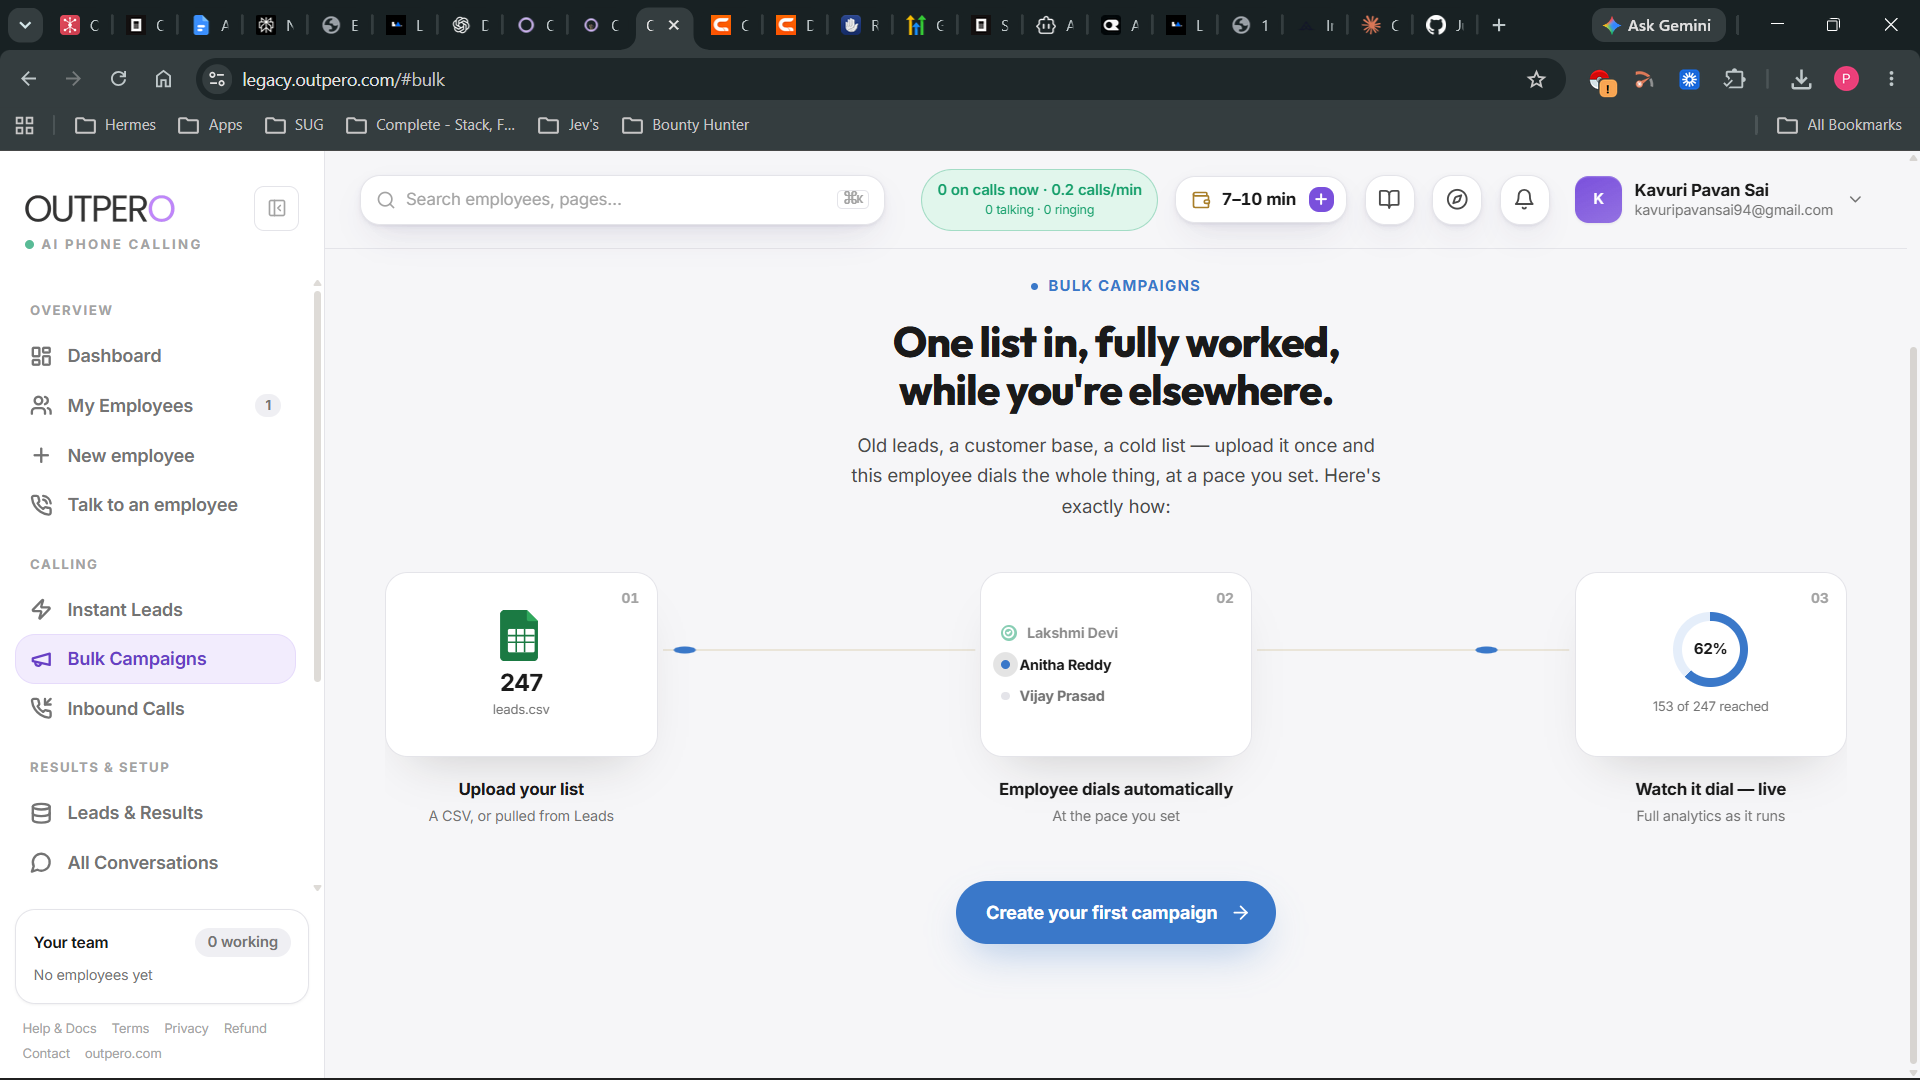 Ask Gemini
legacy.outpero.com/#bulk
P
Hermes
Apps
SUG
Complete - Stack, F...
Jev's
Bounty Hunter
All Bookmarks
OUTPERO
AI PHONE CALLING
OVERVIEW
Dashboard
My Employees 1
New employee
Talk to an employee
CALLING
Instant Leads
Bulk Campaigns
Inbound Calls
RESULTS & SETUP
Leads & Results
All Conversations
Your team 0 working
No employees yet
Help & Docs Terms Privacy Refund
Contact outpero.com
Search employees, pages... ⌘k
0 on calls now · 0.2 calls/min
0 talking · 0 ringing
7–10 min
K
Kavuri Pavan Sai
kavuripavansai94@gmail.com
BULK CAMPAIGNS
One list in, fully worked,
while you're elsewhere.
Old leads, a customer base, a cold list — upload it once and
this employee dials the whole thing, at a pace you set. Here's
exactly how:
01
247
leads.csv
Upload your list
A CSV, or pulled from Leads
02
Lakshmi Devi
Anitha Reddy
Vijay Prasad
Employee dials automatically
At the pace you set
03
62%
153 of 247 reached
Watch it dial — live
Full analytics as it runs
Create your first campaign